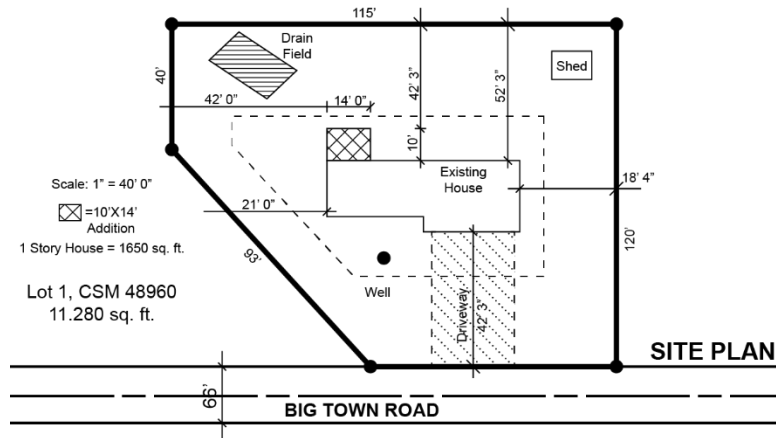 115'
Drain
Field
40'
42' 0"
14' 0"
42' 3"
52' 3"
Shed
10'
Existing
House
18' 4"
Scale: 1" = 40' 0"
=10'X14'
Addition
1 Story House = 1650 sq. ft.
21' 0"
93'
120'
Lot 1, CSM 48960
11.280 sq. ft.
Well
Driveway
42' 3"
SITE PLAN
66'
BIG TOWN ROAD